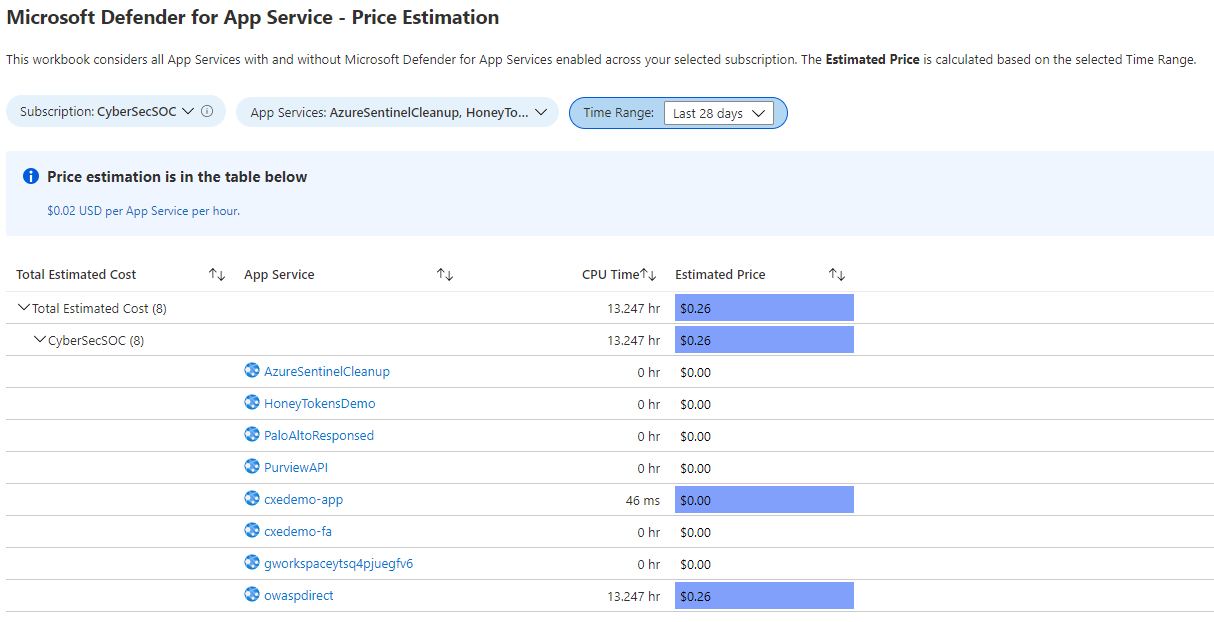 Microsoft Defender for App Service - Price Estimation
This workbook considers all App Services with and without Microsoft Defender for App Services enabled across your selected subscription. The Estimated Price is calculated based on the selected Time Range.
Subscription: CyberSecSOC
App Services: AzureSentinelCleanup, HoneyTo...
Time Range: Last 28 days
Price estimation is in the table below
$0.02 USD per App Service per hour.
Total Estimated Cost App Service CPU Time Estimated Price
Total Estimated Cost (8) 13.247 hr $0.26
CyberSecSOC (8) 13.247 hr $0.26
AzureSentinelCleanup 0 hr $0.00
HoneyTokensDemo 0 hr $0.00
PaloAltoResponsed 0 hr $0.00
PurviewAPI 0 hr $0.00
cxedemo-app 46 ms $0.00
cxedemo-fa 0 hr $0.00
gworkspaceytsq4pjuegfv6 0 hr $0.00
owaspdirect 13.247 hr $0.26